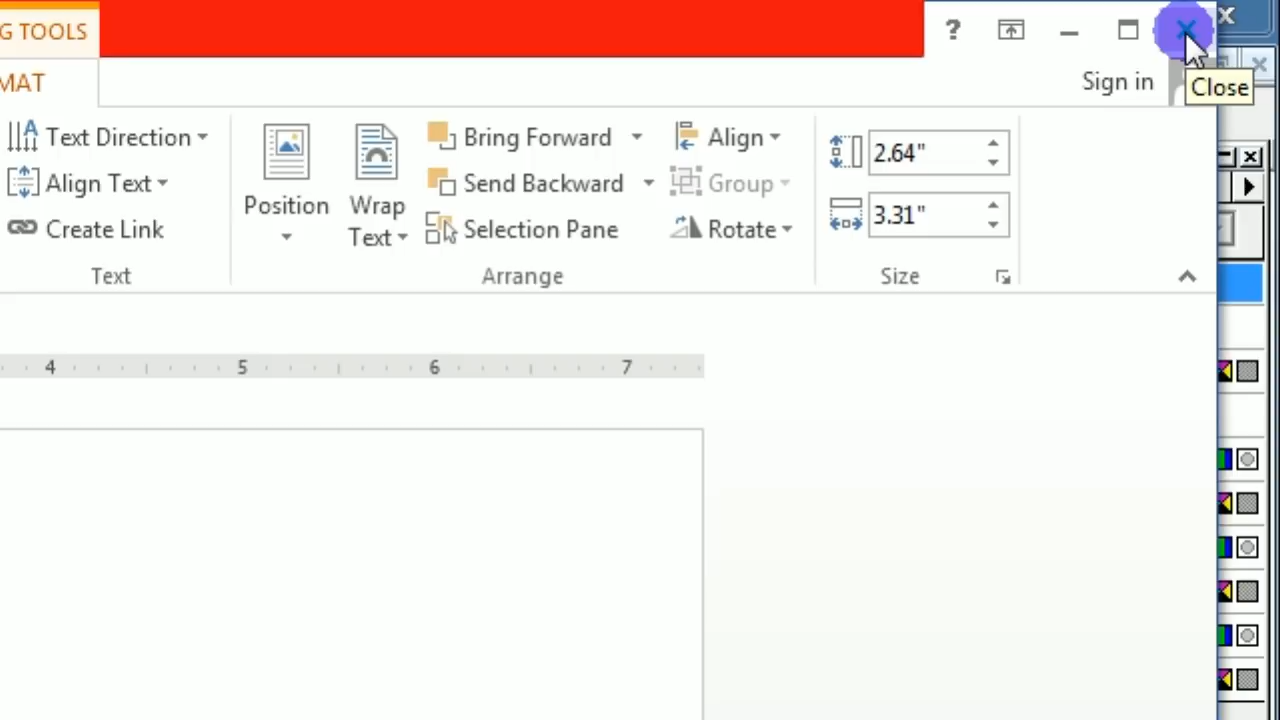 G TOOLS
?
MAT
Sign in
Close
Text Direction
Align Text
Create Link
Text
Position
Wrap
Text
Bring Forward
Send Backward
Selection Pane
Arrange
Align
Group
Rotate
2.64"
3.31"
Size
4 5 6 7